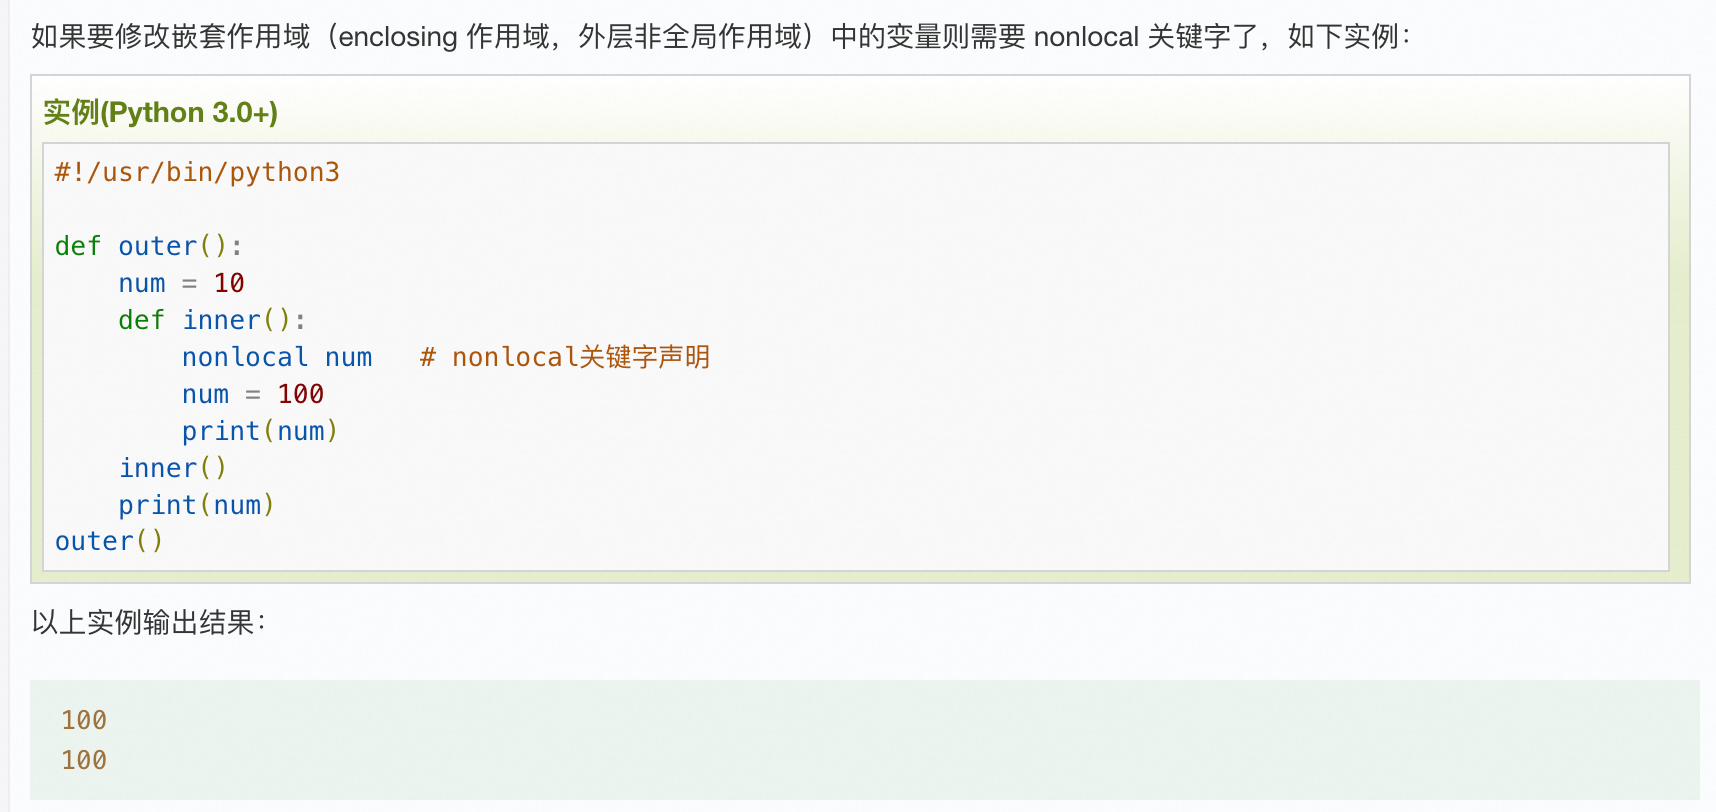 如果要修改嵌套作用域（enclosing 作用域，外层非全局作用域）中的变量则需要 nonlocal 关键字了，如下实例：
实例(Python 3.0+)
#!/usr/bin/python3

def outer():
    num = 10
    def inner():
        nonlocal num   # nonlocal关键字声明
        num = 100
        print(num)
    inner()
    print(num)
outer()
以上实例输出结果：
100
100